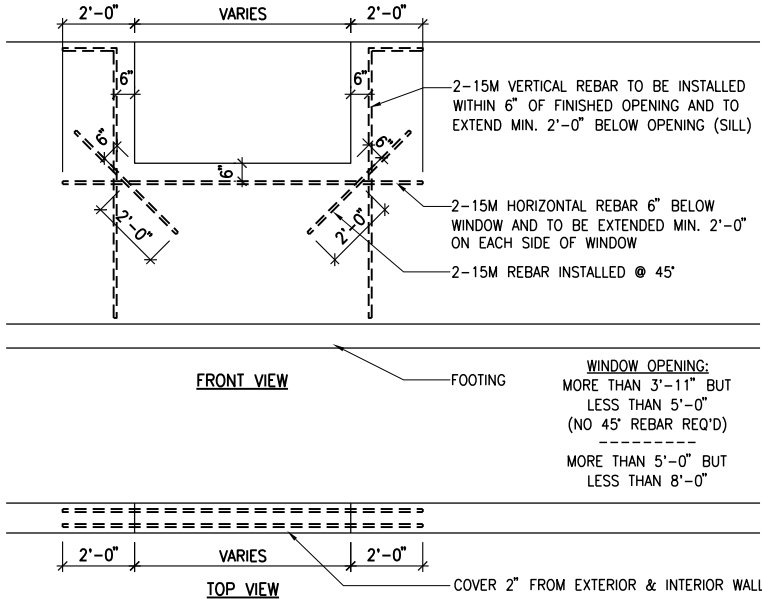 2'-0" VARIES 2'-0"
6" 6"
2-15M VERTICAL REBAR TO BE INSTALLED
WITHIN 6" OF FINISHED OPENING AND TO
EXTEND MIN. 2'-0" BELOW OPENING (SILL)
6" 6" 6"
2'-0" 2'-0"
2-15M HORIZONTAL REBAR 6" BELOW
WINDOW AND TO BE EXTENDED MIN. 2'-0"
ON EACH SIDE OF WINDOW
2-15M REBAR INSTALLED @ 45°
FRONT VIEW
FOOTING
WINDOW OPENING:
MORE THAN 3'-11" BUT
LESS THAN 5'-0"
(NO 45° REBAR REQ'D)
---------
MORE THAN 5'-0" BUT
LESS THAN 8'-0"
2'-0" VARIES 2'-0"
TOP VIEW
COVER 2" FROM EXTERIOR & INTERIOR WALL